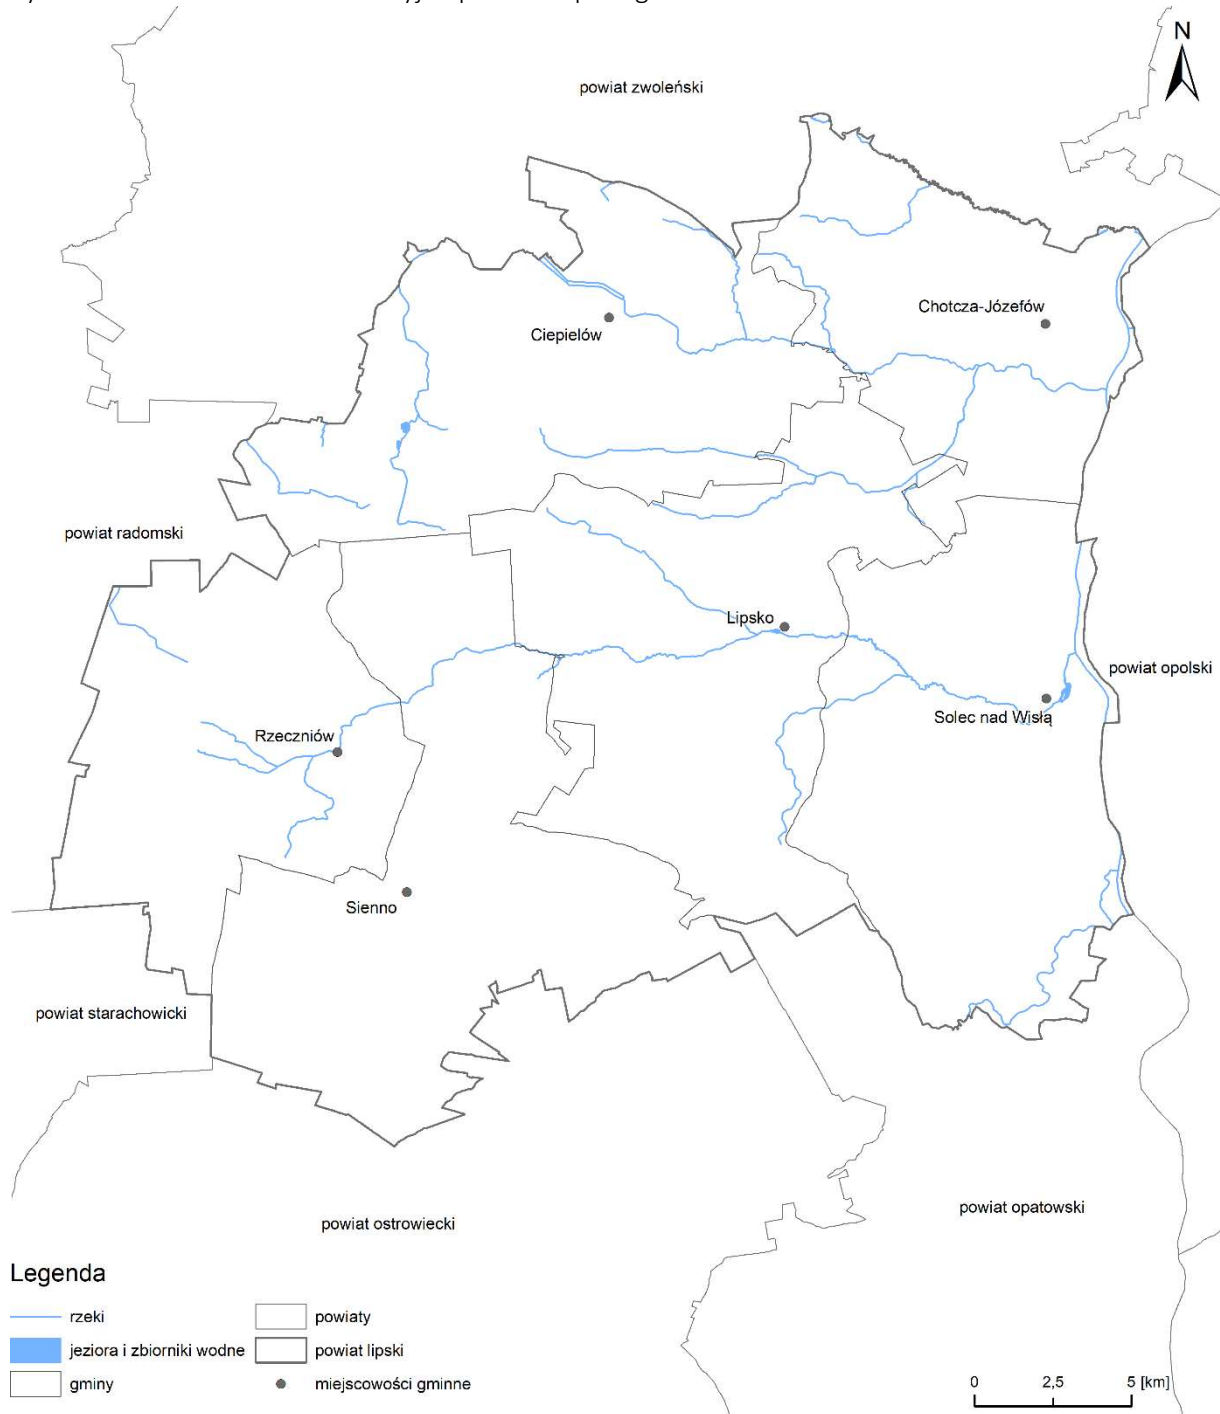 N
powiat zwoleński
Chotcza-Józefów
Ciepielów
powiat radomski
Lipsko
powiat opolski
Solec nad Wisłą
Rzeczniów
Sienno
powiat starachowicki
powiat opatowski
powiat ostrowiecki
Legenda
rzeki
powiaty
jeziora i zbiorniki wodne
powiat lipski
gminy
miejscowości gminne
0 2,5 5 [km]